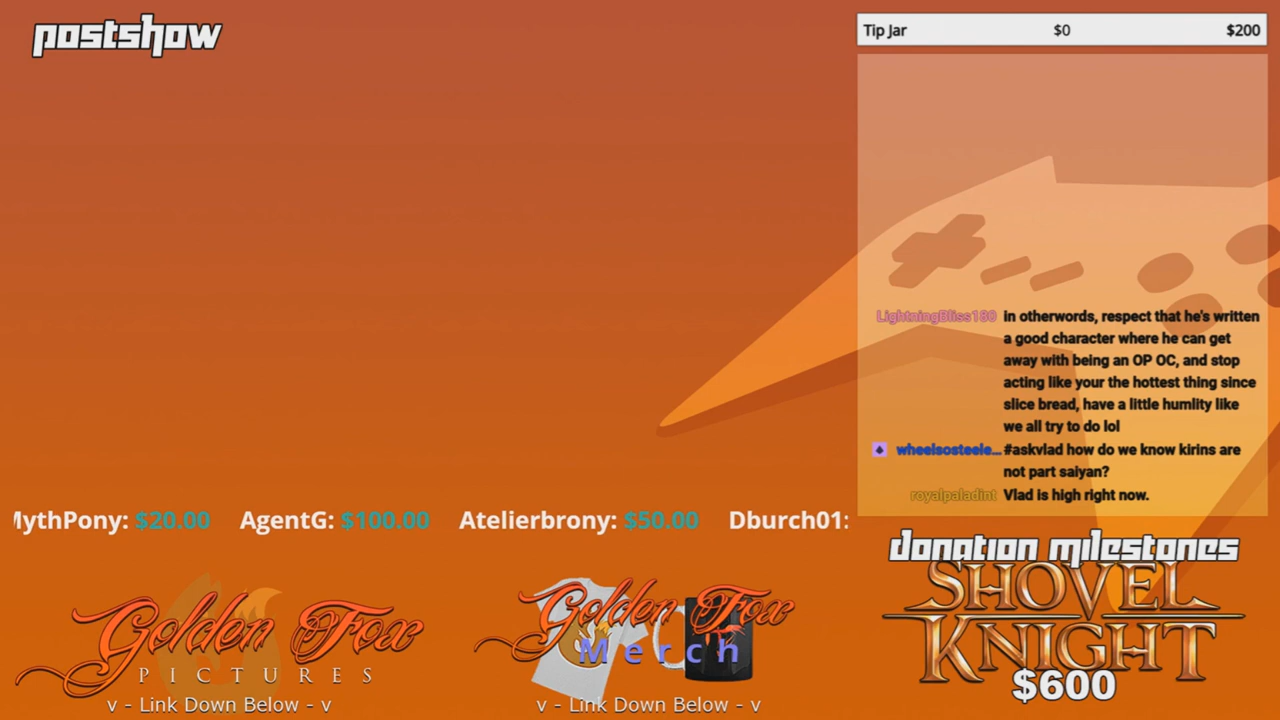 postshow
Tip Jar $0 $200
LightningBliss180 in otherwords, respect that he's written
a good character where he can get
away with being an OP OC, and stop
acting like your the hottest thing since
slice bread, have a little humlity like
we all try to do lol
wheelsosteele... #askvlad how do we know kirins are
not part saiyan?
royalpaladint Vlad is high right now.
MythPony: $20.00 AgentG: $100.00 Atelierbrony: $50.00 Dburch01:
donation milestones
SHOVEL
KNIGHT
$600
Golden Fox
PICTURES
v - Link Down Below - v
Golden Fox
Merch
v - Link Down Below - v